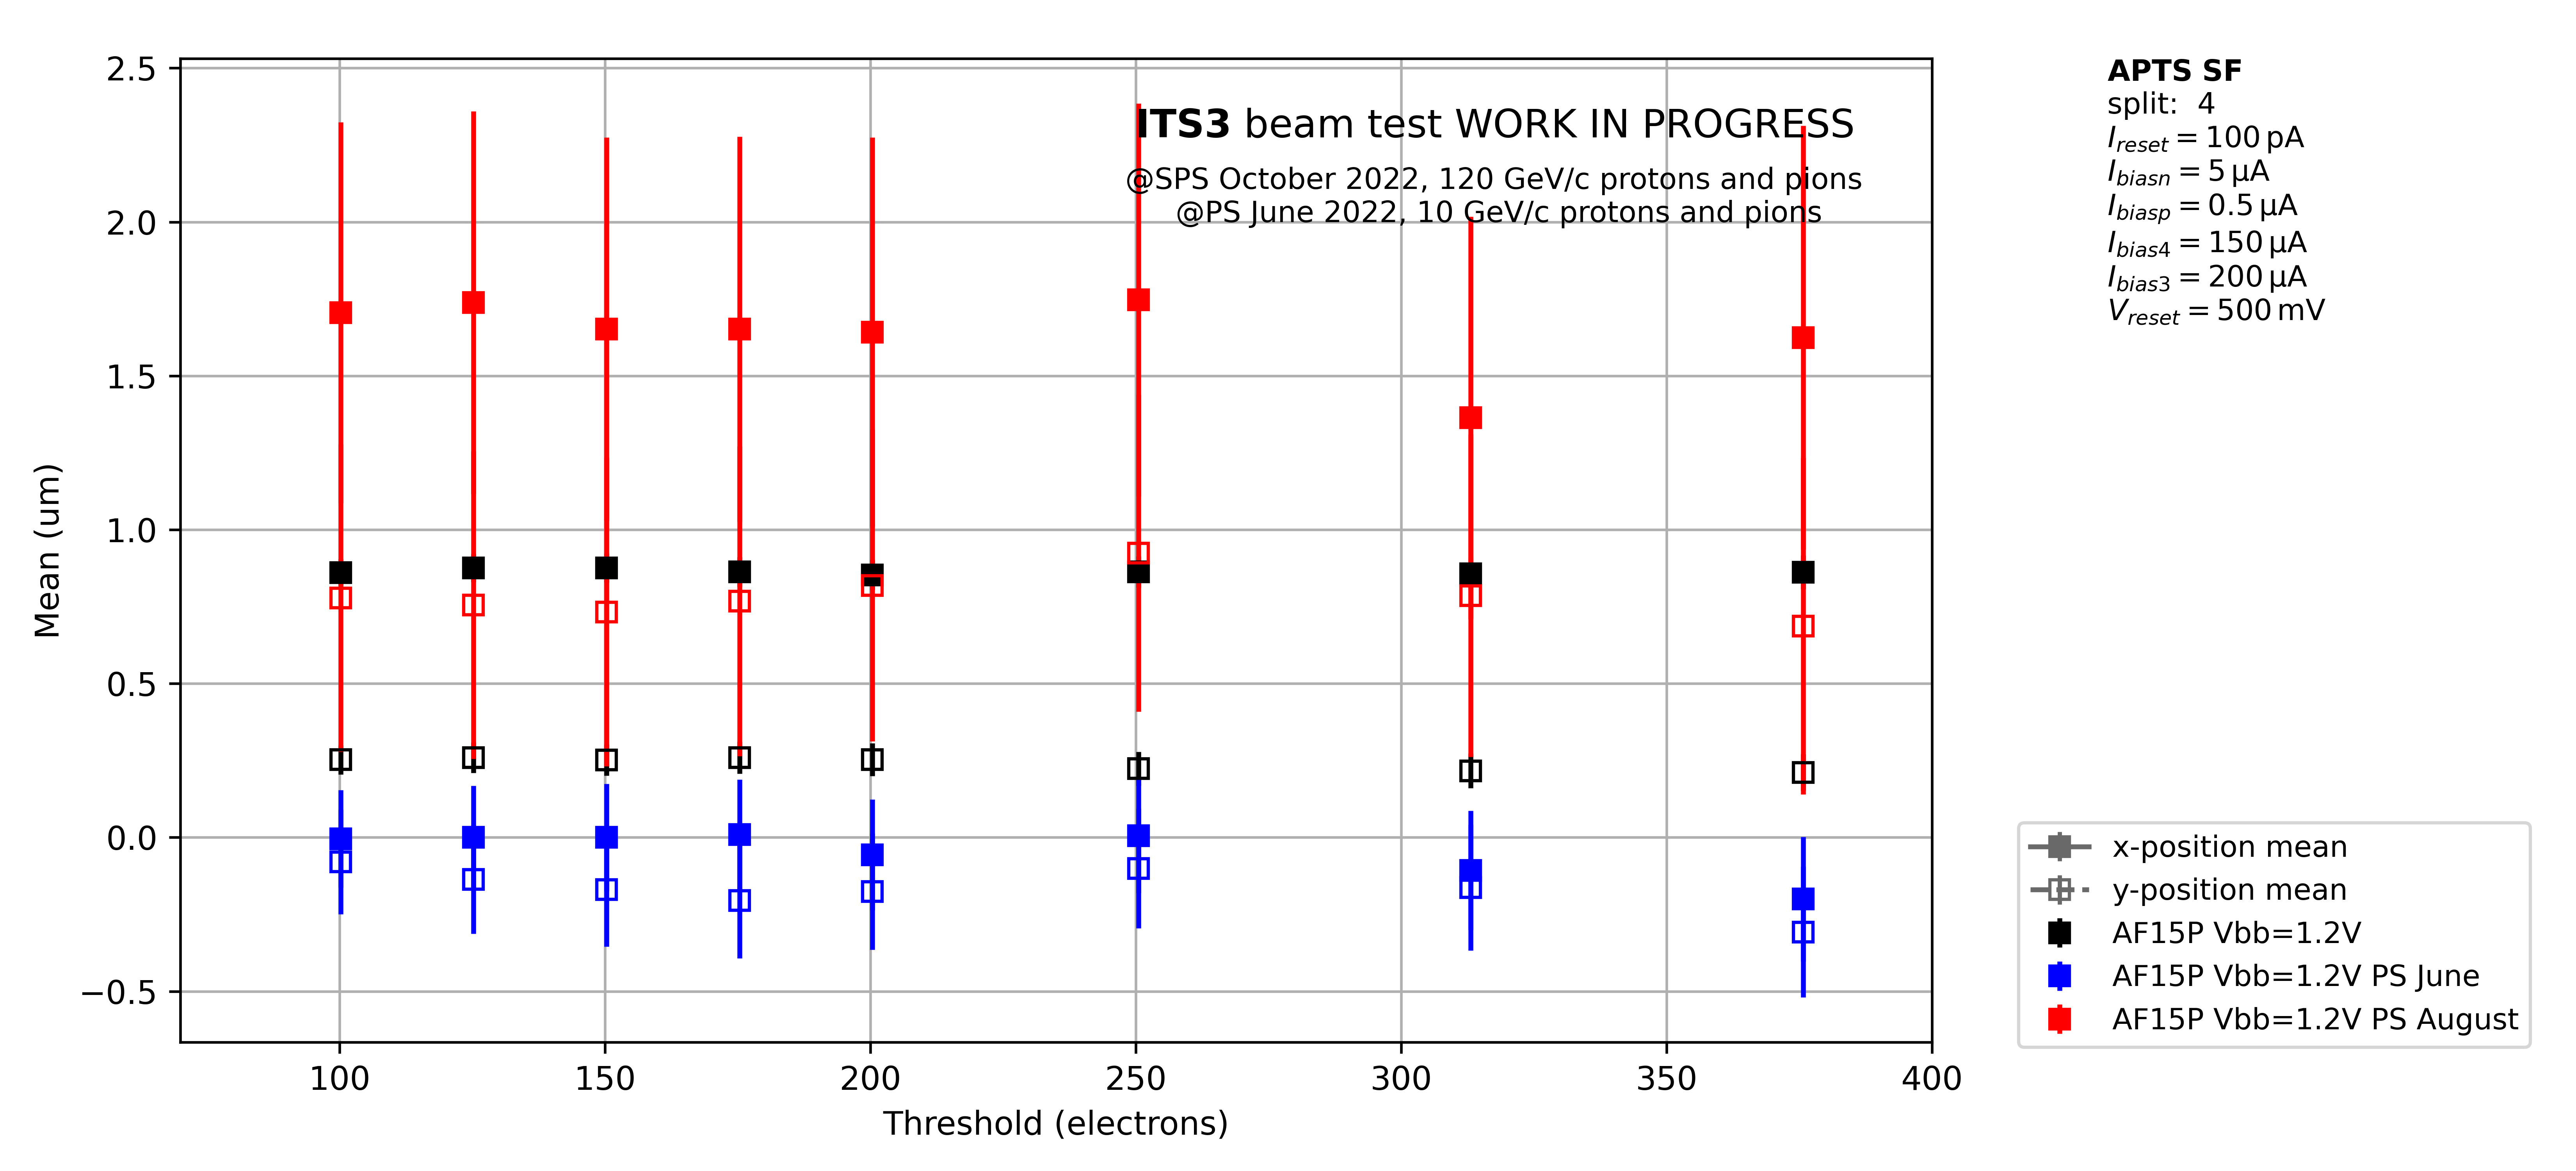 2.5
2.0
1.5
1.0
0.5
0.0
−0.5
Mean (um)
100
150
200
250
300
350
400
Threshold (electrons)
ITS3 beam test WORK IN PROGRESS
@SPS October 2022, 120 GeV/c protons and pions
@PS June 2022, 10 GeV/c protons and pions
APTS SF
split:  4
I_reset = 100 pA
I_biasn = 5 μA
I_biasp = 0.5 μA
I_bias4 = 150 μA
I_bias3 = 200 μA
V_reset = 500 mV
x-position mean
y-position mean
AF15P Vbb=1.2V
AF15P Vbb=1.2V PS June
AF15P Vbb=1.2V PS August